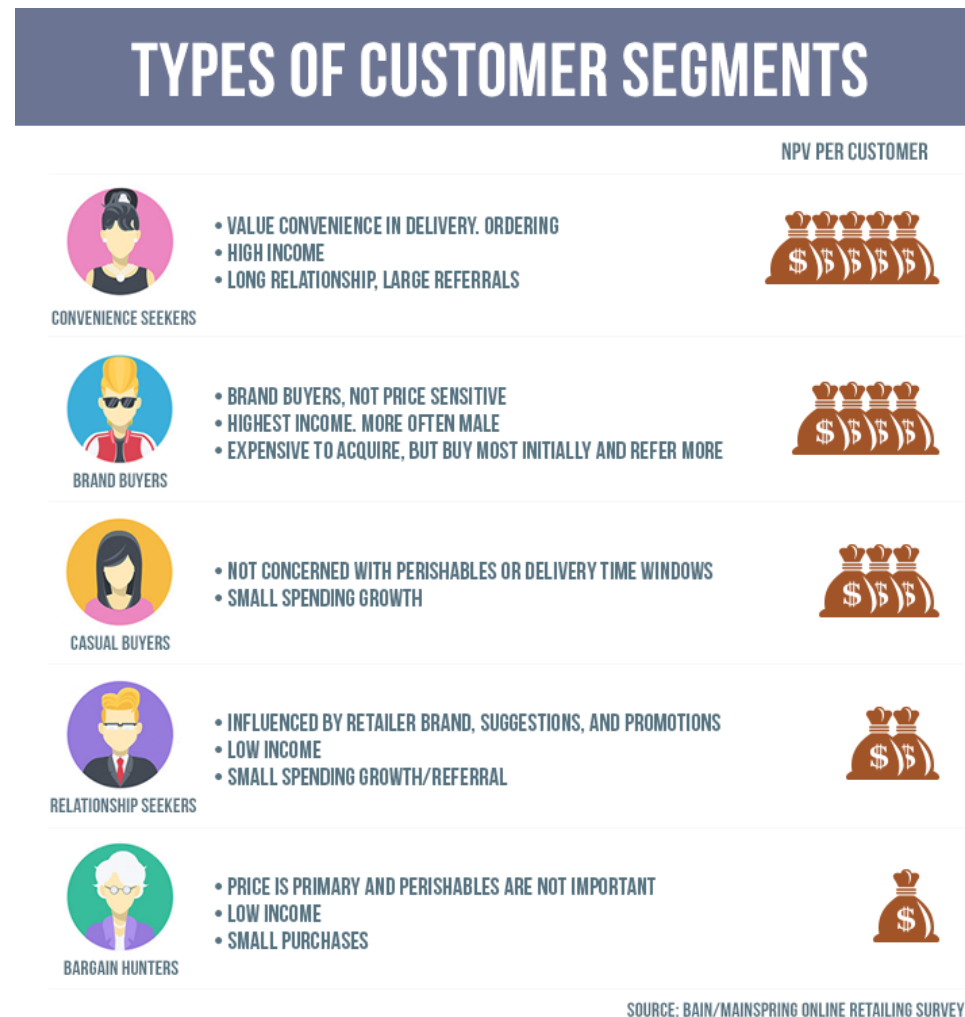 TYPES OF CUSTOMER SEGMENTS
NPV PER CUSTOMER
• VALUE CONVENIENCE IN DELIVERY. ORDERING
• HIGH INCOME
• LONG RELATIONSHIP, LARGE REFERRALS
CONVENIENCE SEEKERS
$ $ $ $ $
• BRAND BUYERS, NOT PRICE SENSITIVE
• HIGHEST INCOME. MORE OFTEN MALE
• EXPENSIVE TO ACQUIRE, BUT BUY MOST INITIALLY AND REFER MORE
BRAND BUYERS
$ $ $ $
• NOT CONCERNED WITH PERISHABLES OR DELIVERY TIME WINDOWS
• SMALL SPENDING GROWTH
CASUAL BUYERS
$ $ $
• INFLUENCED BY RETAILER BRAND, SUGGESTIONS, AND PROMOTIONS
• LOW INCOME
• SMALL SPENDING GROWTH/REFERRAL
RELATIONSHIP SEEKERS
$ $
• PRICE IS PRIMARY AND PERISHABLES ARE NOT IMPORTANT
• LOW INCOME
• SMALL PURCHASES
BARGAIN HUNTERS
$
SOURCE: BAIN/MAINSPRING ONLINE RETAILING SURVEY